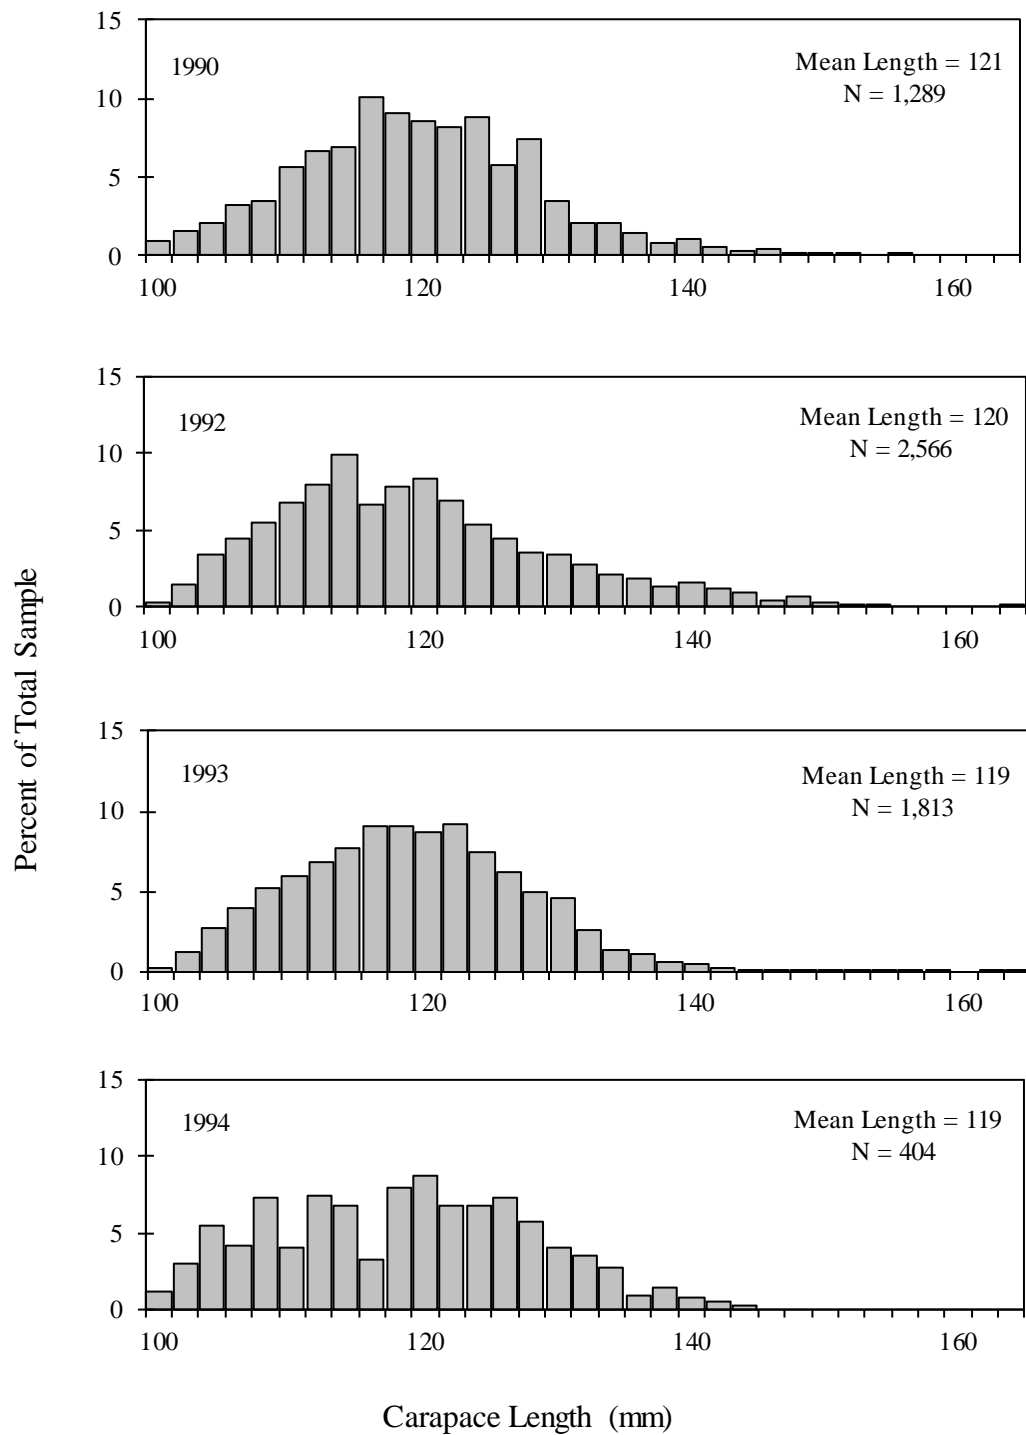 Percent of Total Sample
15
10
5
0
1990
Mean Length = 121
N = 1,289
100 120 140 160
15
10
5
0
1992
Mean Length = 120
N = 2,566
100 120 140 160
15
10
5
0
1993
Mean Length = 119
N = 1,813
100 120 140 160
15
10
5
0
1994
Mean Length = 119
N = 404
100 120 140 160
Carapace Length (mm)